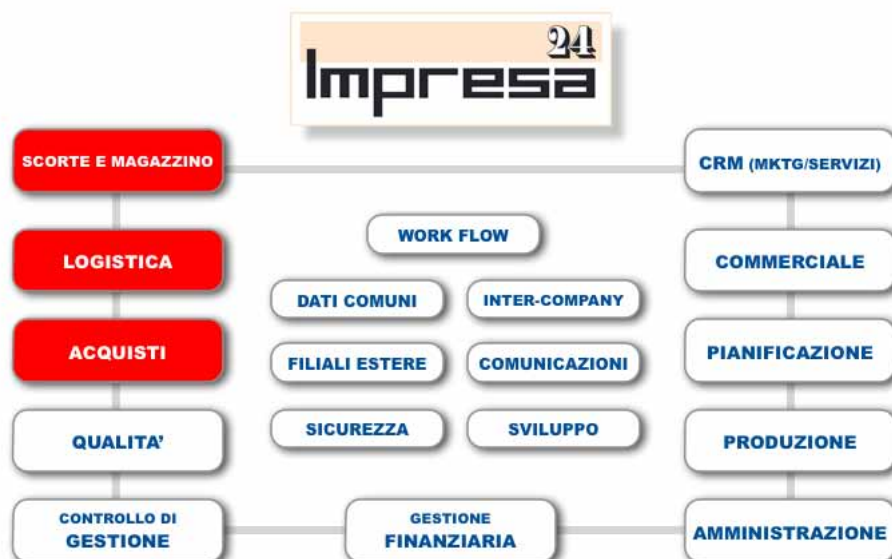 Impresa 24
SCORTE E MAGAZZINO
CRM (MKTG/SERVIZI)
WORK FLOW
LOGISTICA
COMMERCIALE
DATI COMUNI
INTER-COMPANY
ACQUISTI
FILIALI ESTERE
COMUNICAZIONI
PIANIFICAZIONE
QUALITA'
SICUREZZA
SVILUPPO
PRODUZIONE
CONTROLLO DI
GESTIONE
GESTIONE
FINANZIARIA
AMMINISTRAZIONE